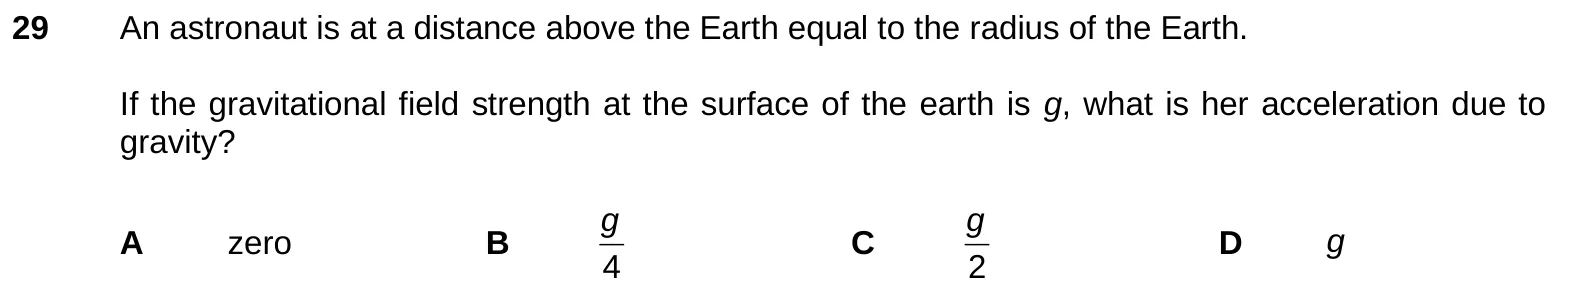 29 An astronaut is at a distance above the Earth equal to the radius of the Earth.
If the gravitational field strength at the surface of the earth is g, what is her acceleration due to
gravity?
A zero B g/4 C g/2 D g